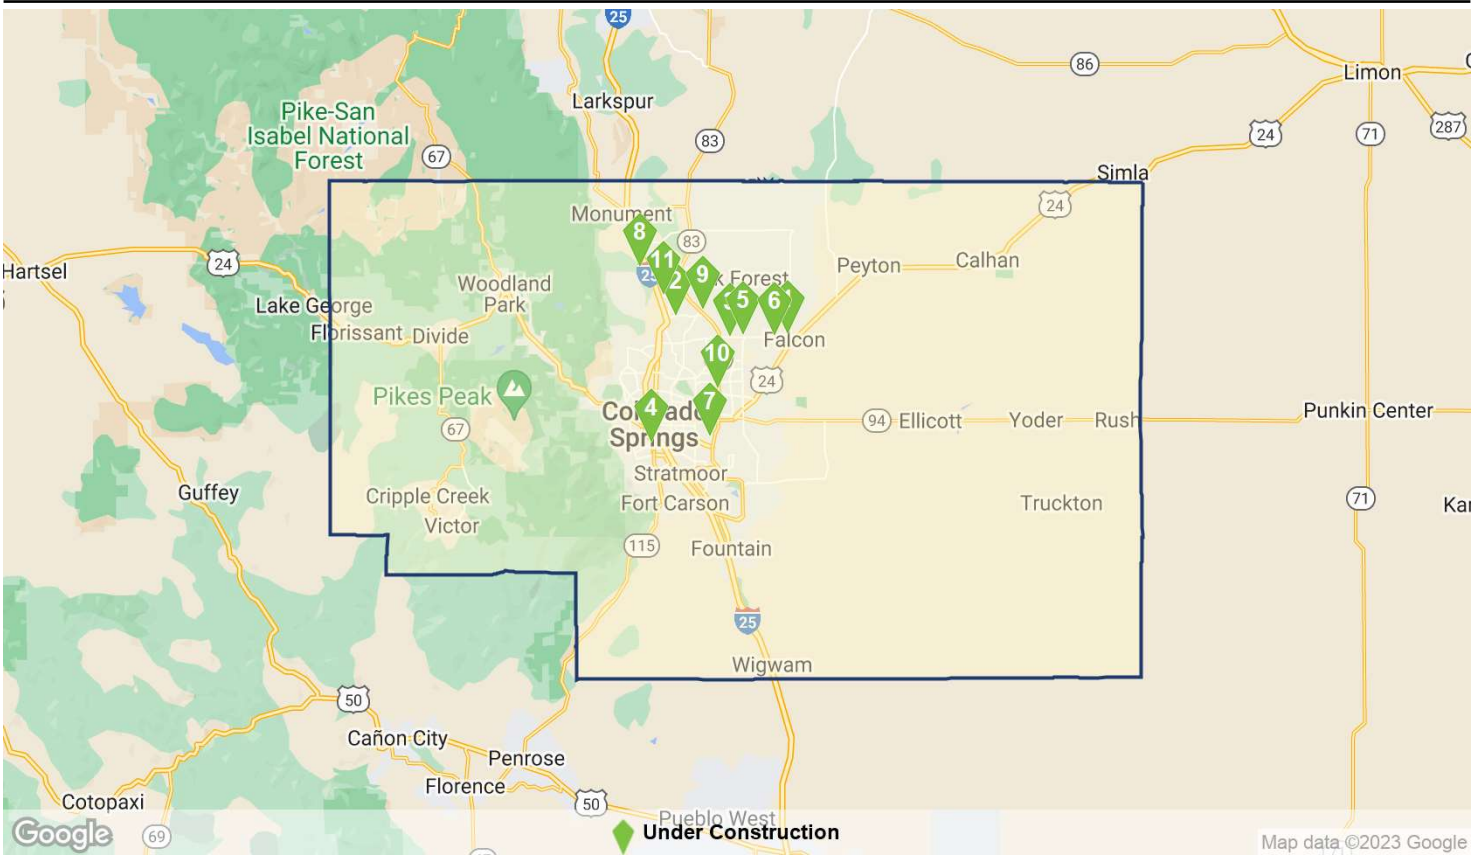 25
86
Limon
Larkspur
Pike-San
Isabel National
Forest
83
67
24
71
287
Simla
24
Monument
8
83
11
25
2
9
Forest
Peyton
Calhan
Hartsel
24
Woodland
Park
Lake George
Florissant
Divide
5
6
1
Falcon
10
24
Pikes Peak
67
4
7
Colorado
Springs
94
Ellicott
Yoder
Rush
Punkin Center
Stratmoor
Guffey
Cripple Creek
Victor
Fort Carson
Truckton
71
115
Fountain
25
Wigwam
50
Cañon City
Penrose
Florence
50
Cotopaxi
Pueblo West
Google
69
Under Construction
Map data ©2023 Google